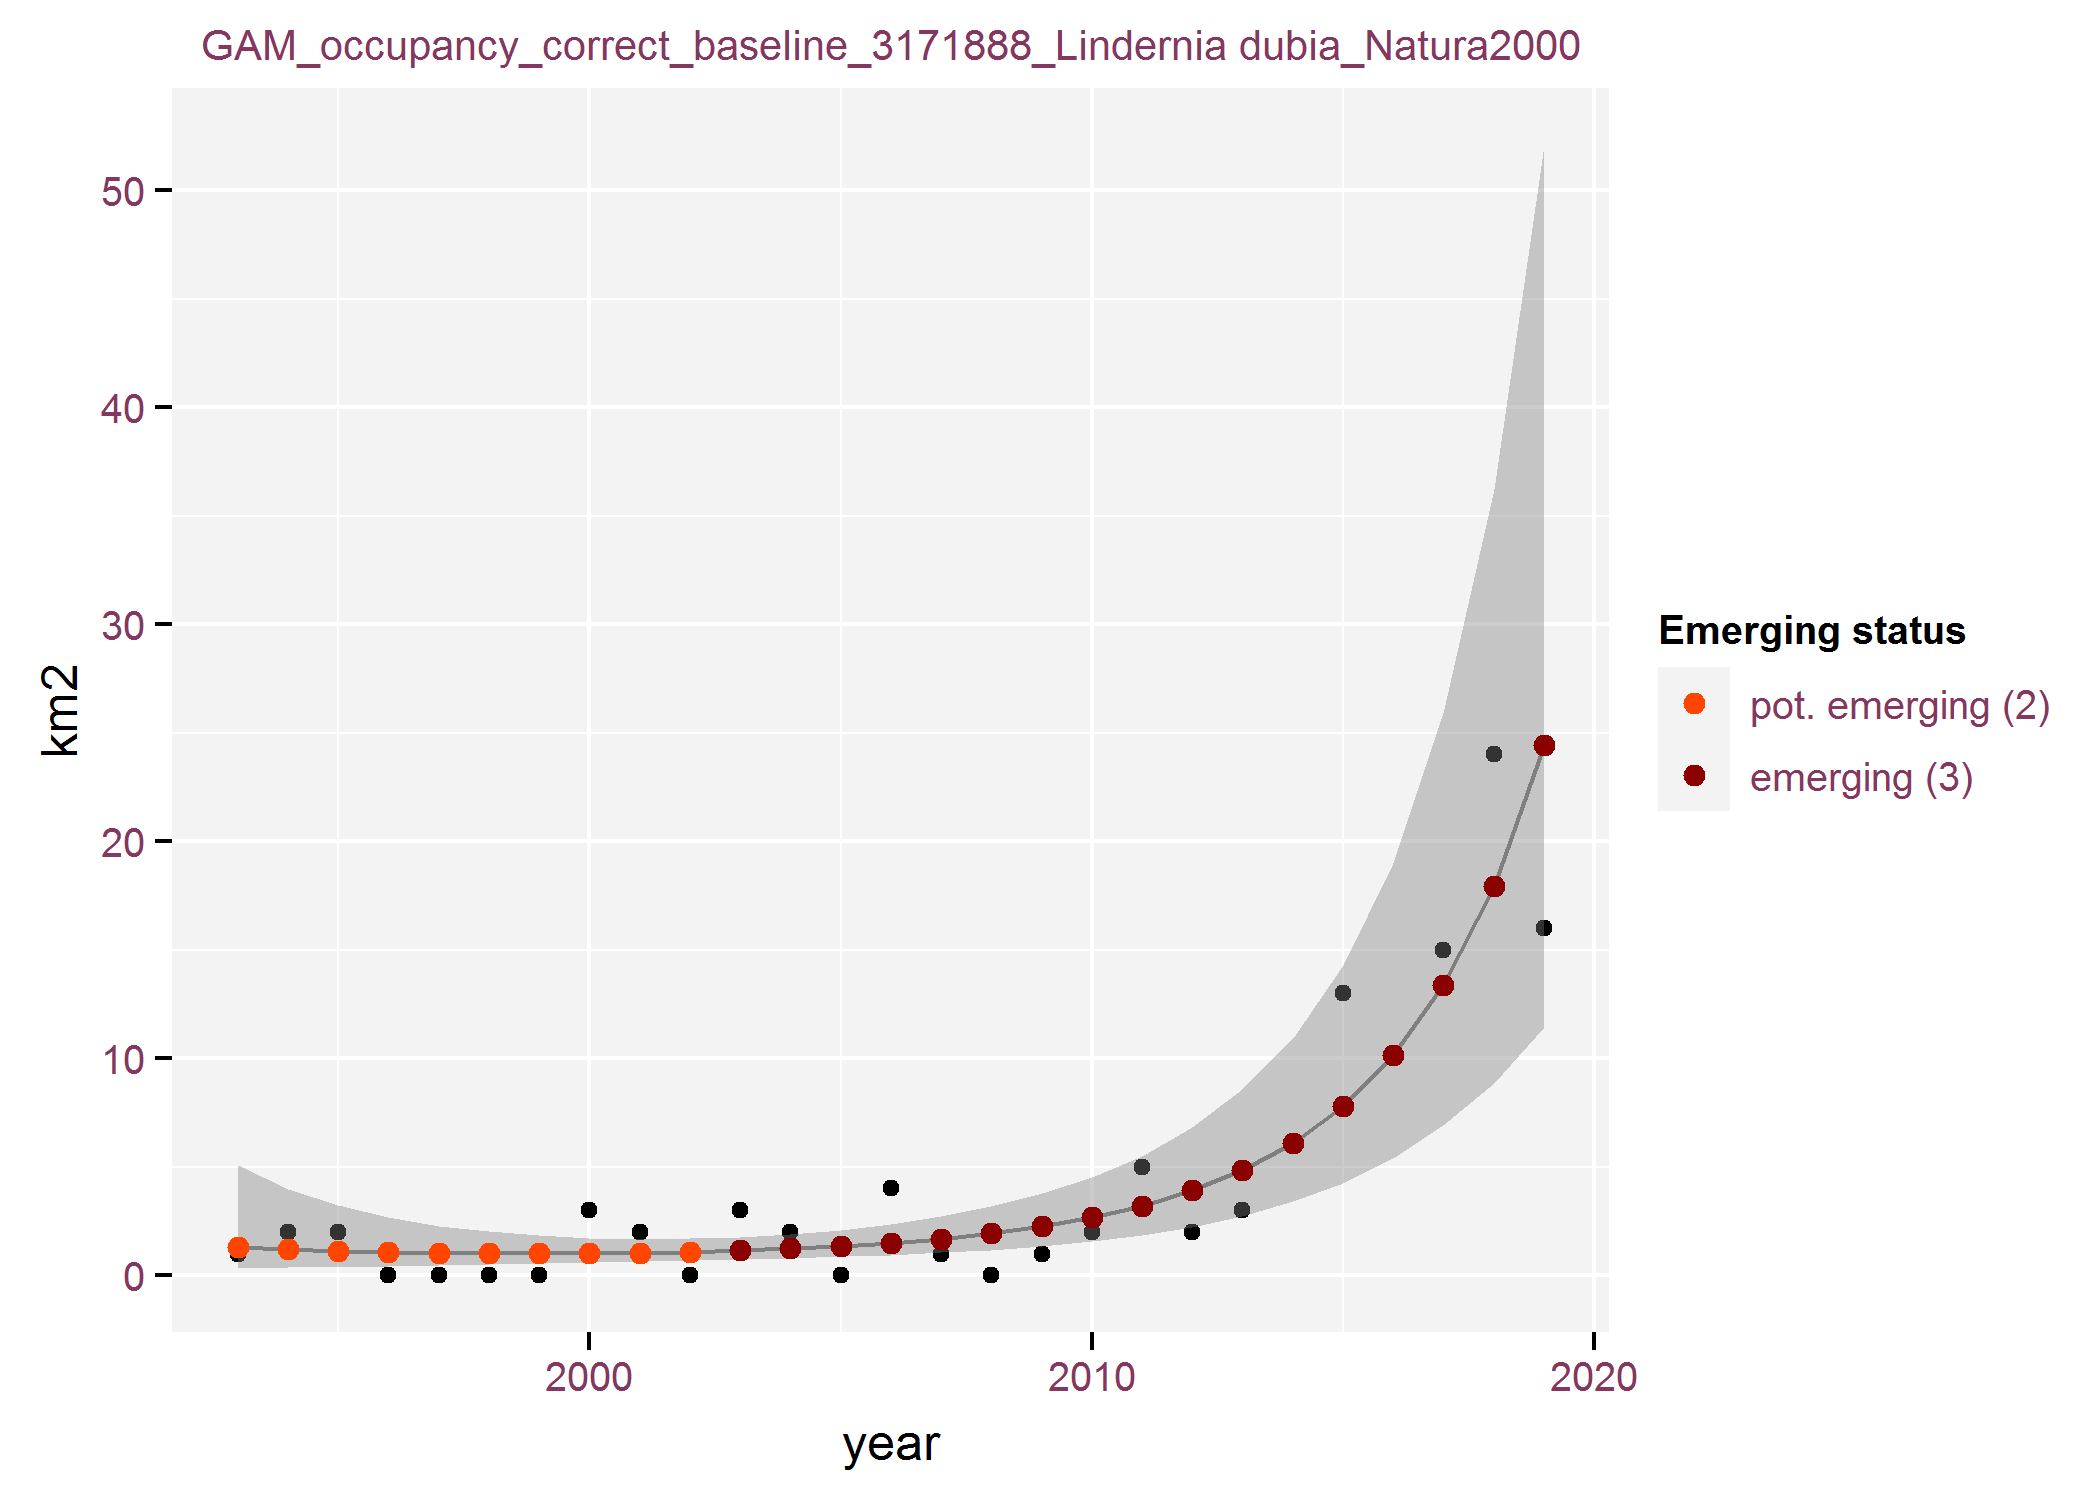 GAM_occupancy_correct_baseline_3171888_Lindernia dubia_Natura2000
50
40
30
20
10
0
km2
2000 2010 2020
year
Emerging status
pot. emerging (2)
emerging (3)